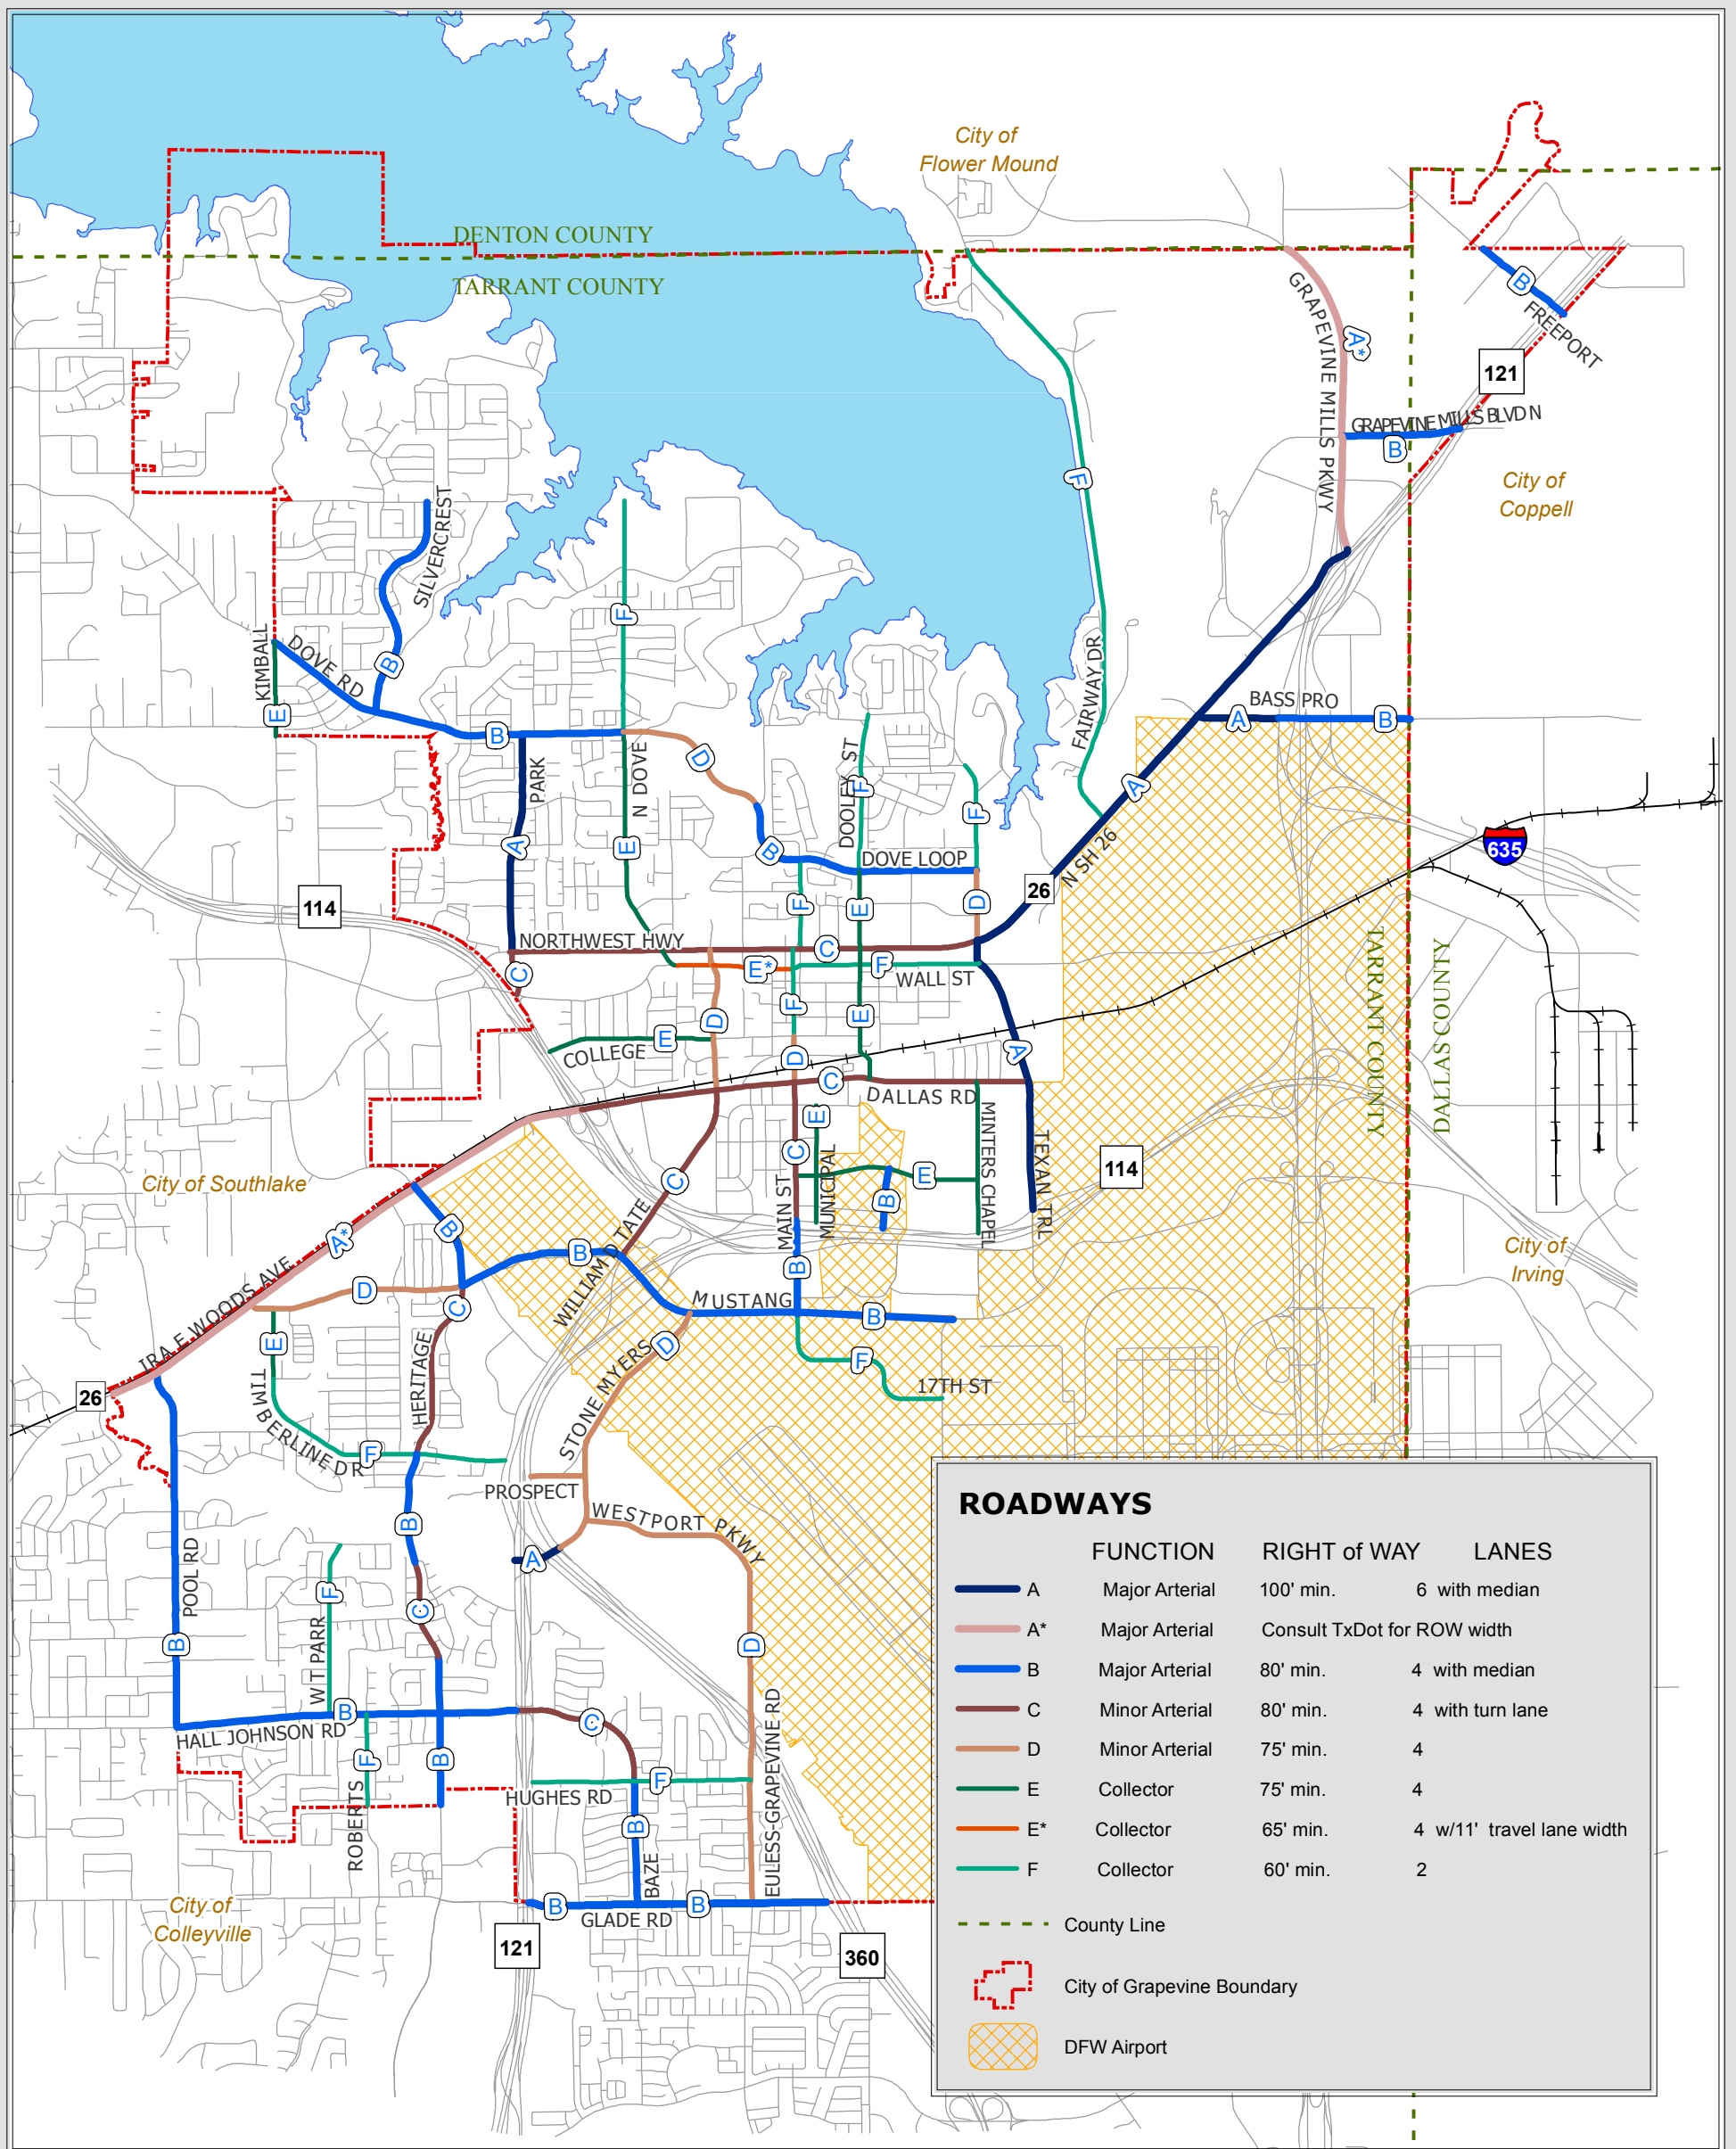 City of
Flower Mound
DENTON COUNTY
TARRANT COUNTY
GRAPEVINE MILLS PKWY
A*
B
FREEPORT
121
GRAPEVINE MILLS BLVD N
B
City of
Coppell
F
SILVERCREST
B
F
KIMBALL
DOVE RD
E
B
PARK
A
N DOVE
E
D
DOOLEY ST
F
F
FAIRWAY DR
BASS PRO
A
B
A
B
DOVE LOOP
N SH 26
26
635
114
F
E
D
NORTHWEST HWY
C
C
E*
F
WALL ST
F
E
D
TARRANT COUNTY
DALLAS COUNTY
COLLEGE
E
D
A
C
DALLAS RD
E
MUNICIPAL
MINTERS CHAPEL
TEXAN TRL
C
C
E
B
114
City of Southlake
MAIN ST
WILLIAM D TATE
B
A*
B
B
City of
Irving
IRA E WOODS AVE
D
C
MUSTANG
B
E
HERITAGE
D
STONE MYERS
F
17TH ST
26
TIMBERLINE DR
F
PROSPECT
WESTPORT PKWY
B
A
POOL RD
F
C
W T PARR
B
D
B
HALL JOHNSON RD
C
F
B
F
HUGHES RD
ROBERTS
B
BAZE
EULESS-GRAPEVINE RD
City of
Colleyville
B
B
GLADE RD
121
360
ROADWAYS
FUNCTION RIGHT of WAY LANES
A Major Arterial 100' min. 6 with median
A* Major Arterial Consult TxDot for ROW width
B Major Arterial 80' min. 4 with median
C Minor Arterial 80' min. 4 with turn lane
D Minor Arterial 75' min. 4
E Collector 75' min. 4
E* Collector 65' min. 4 w/11' travel lane width
F Collector 60' min. 2
County Line
City of Grapevine Boundary
DFW Airport